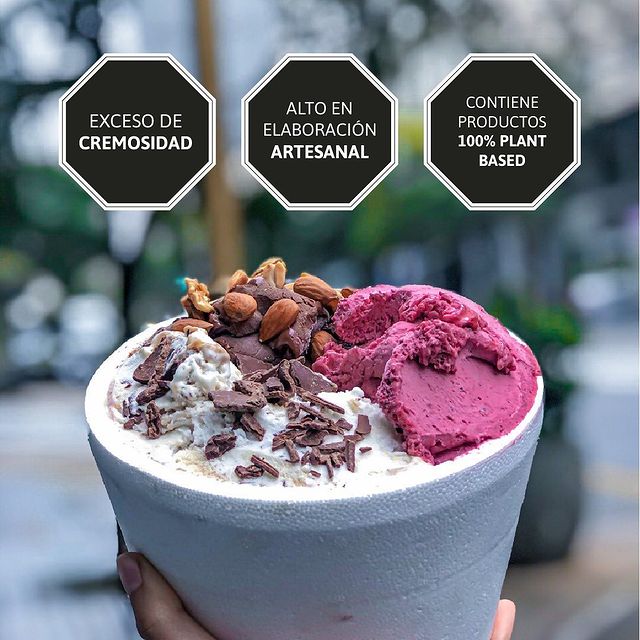 EXCESO DE
CREMOSIDAD
ALTO EN
ELABORACIÓN
ARTESANAL
CONTIENE
PRODUCTOS
100% PLANT
BASED